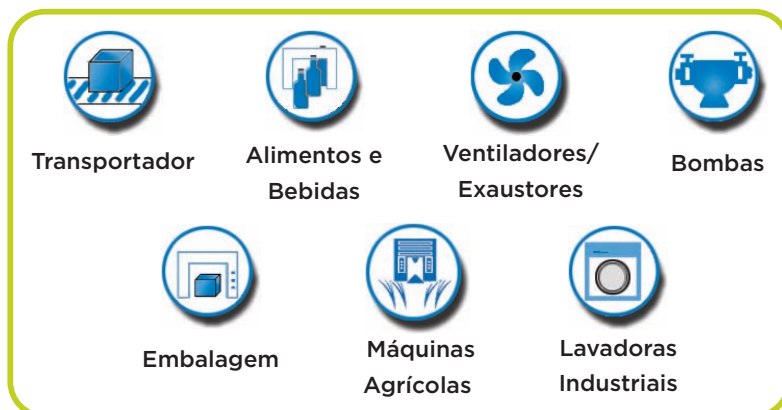 Transportador
Alimentos e
Bebidas
Ventiladores/
Exaustores
Bombas
Embalagem
Máquinas
Agrícolas
Lavadoras
Industriais